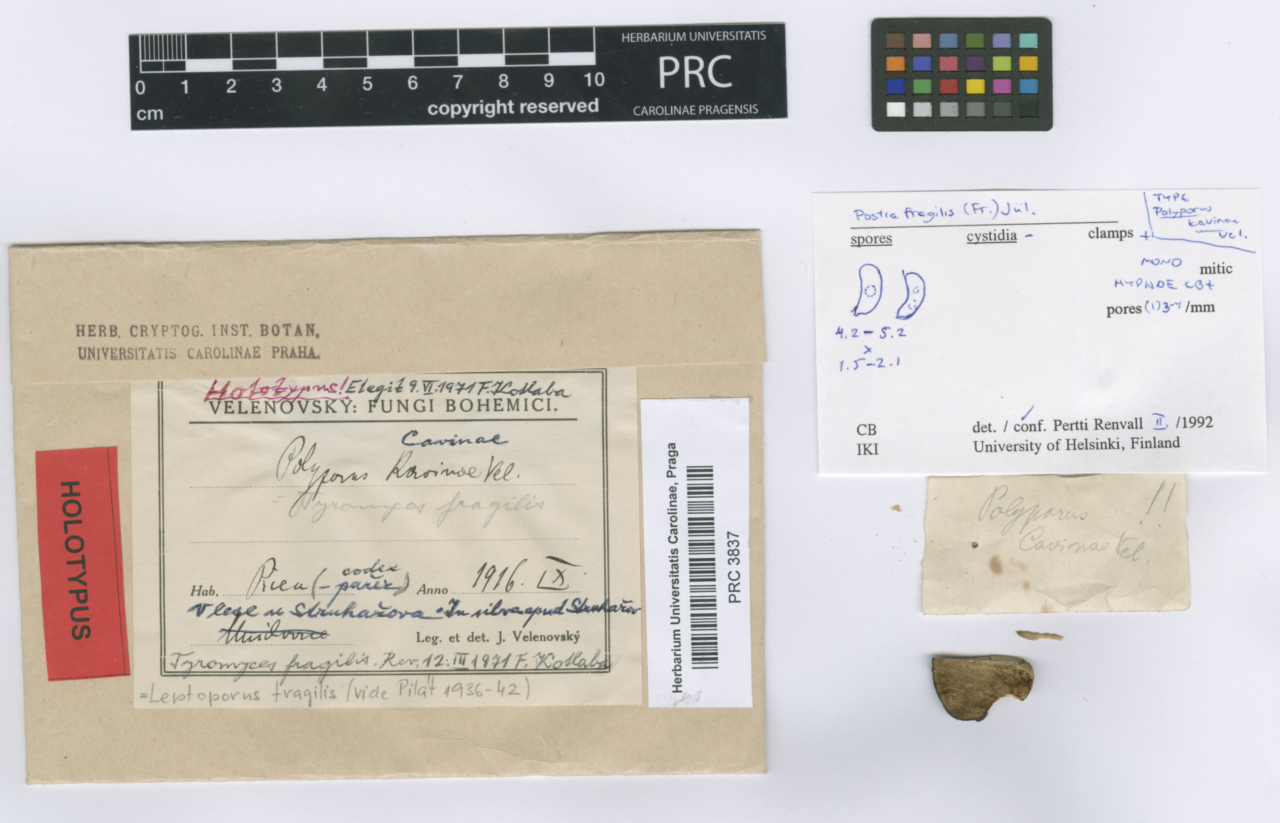 0 1 2 3 4 5 6 7 8 9 10
cm
copyright reserved
HERBARIUM UNIVERSITATIS
PRC
CAROLINAE PRAGENSIS
Postia fragilis (Fr.) Jül.
TYPE
Polyporus
kavinae
Vel.
spores
cystidia -
clamps +
MONO mitic
HYPHAE CB+
pores (1)3-4 /mm
4.2 - 5.2
x
1.5 - 2.1
CB
IKI
det. / conf. Pertti Renvall II /1992
University of Helsinki, Finland
HERB. CRYPTOG. INST. BOTAN.
UNIVERSITATIS CAROLINAE PRAHA.
HOLOTYPUS
Holotypus! Elegit 9.VI.1971 F. Kotlaba
VELENOVSKÝ: FUNGI BOHEMICI.
Cavinae
Polyporus Kavinae Vel.
= Tyromyces fragilis
codex
Hab. Picea (- pařez) Anno 1916. IX.
V lese u Struhařova - In silva apud Struhařov
Leg. et det. J. Velenovský
Tyromyces fragilis. Rev. 12.III 1971 F. Kotlaba
=Leptoporus fragilis (vide Pilát 1936-42)
Herbarium Universitatis Carolinae, Praga
PRC 3837
Polyporus !!
Cavinae Vel.